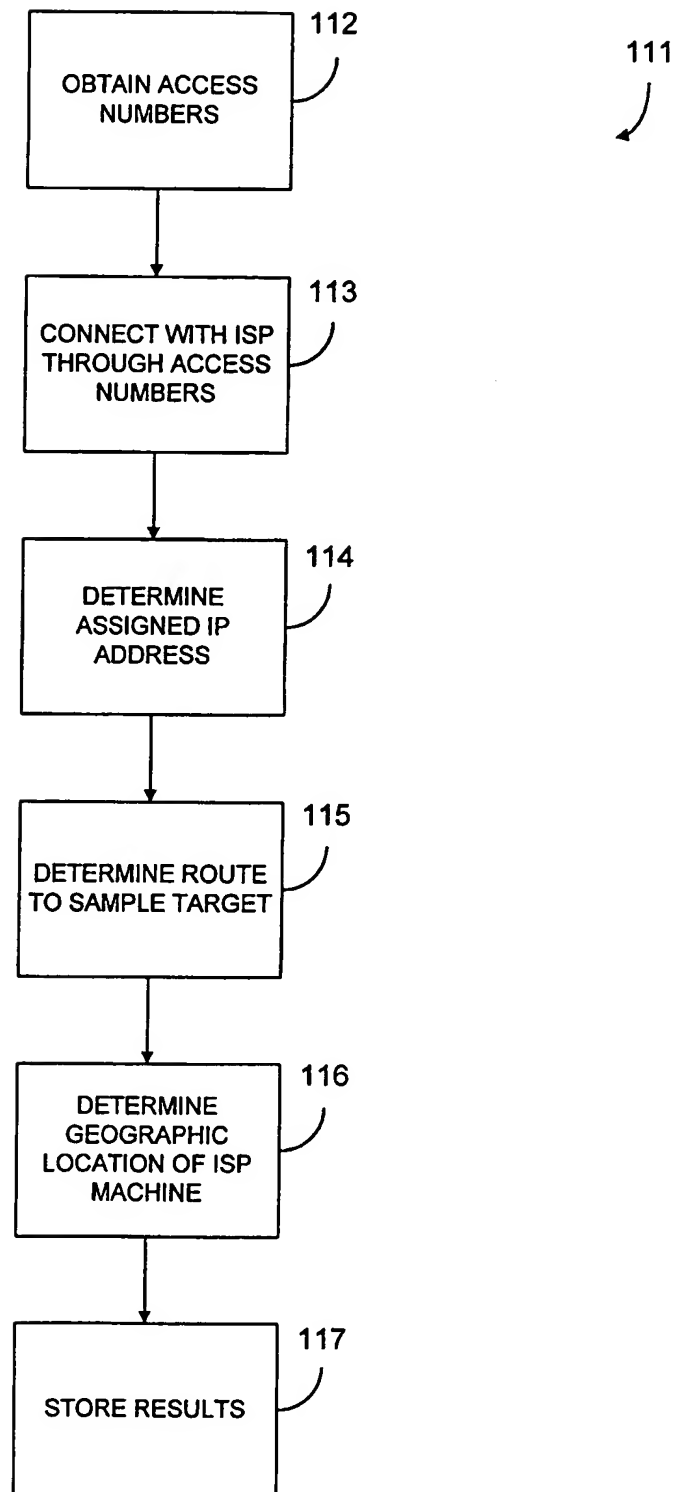 112
111
OBTAIN ACCESS
NUMBERS
113
CONNECT WITH ISP
THROUGH ACCESS
NUMBERS
114
DETERMINE
ASSIGNED IP
ADDRESS
115
DETERMINE ROUTE
TO SAMPLE TARGET
116
DETERMINE
GEOGRAPHIC
LOCATION OF ISP
MACHINE
117
STORE RESULTS